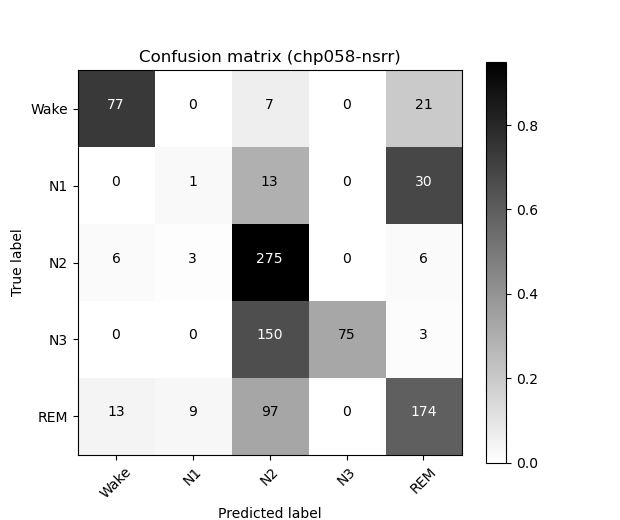 Confusion matrix (chp058-nsrr)
Wake 77 0 7 0 21
N1 0 1 13 0 30
N2 6 3 275 0 6
N3 0 0 150 75 3
REM 13 9 97 0 174
Wake N1 N2 N3 REM
True label
Predicted label
0.8
0.6
0.4
0.2
0.0